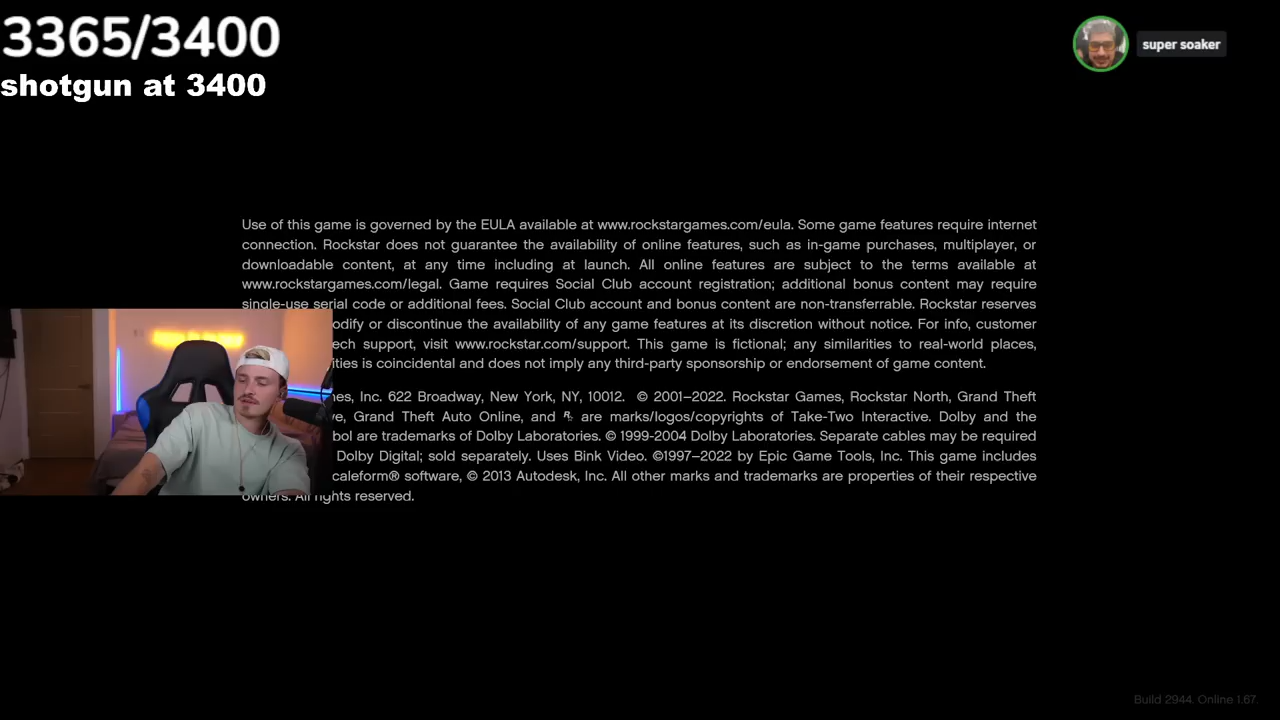 3365/3400
shotgun at 3400
super soaker
Use of this game is governed by the EULA available at www.rockstargames.com/eula. Some game features require internet
connection. Rockstar does not guarantee the availability of online features, such as in-game purchases, multiplayer, or
downloadable content, at any time including at launch. All online features are subject to the terms available at
www.rockstargames.com/legal. Game requires Social Club account registration; additional bonus content may require
single-use serial code or additional fees. Social Club account and bonus content are non-transferrable. Rockstar reserves
or discontinue the availability of any game features at its discretion without notice. For info, customer
support, visit www.rockstar.com/support. This game is fictional; any similarities to real-world places,
is coincidental and does not imply any third-party sponsorship or endorsement of game content.
Inc. 622 Broadway, New York, NY, 10012. © 2001–2022. Rockstar Games, Rockstar North, Grand Theft
Grand Theft Auto Online, and are marks/logos/copyrights of Take-Two Interactive. Dolby and the
are trademarks of Dolby Laboratories. © 1999-2004 Dolby Laboratories. Separate cables may be required
Dolby Digital; sold separately. Uses Bink Video. ©1997–2022 by Epic Game Tools, Inc. This game includes
software, © 2013 Autodesk, Inc. All other marks and trademarks are properties of their respective
owners. All rights reserved.
Build 2944. Online 1.67.